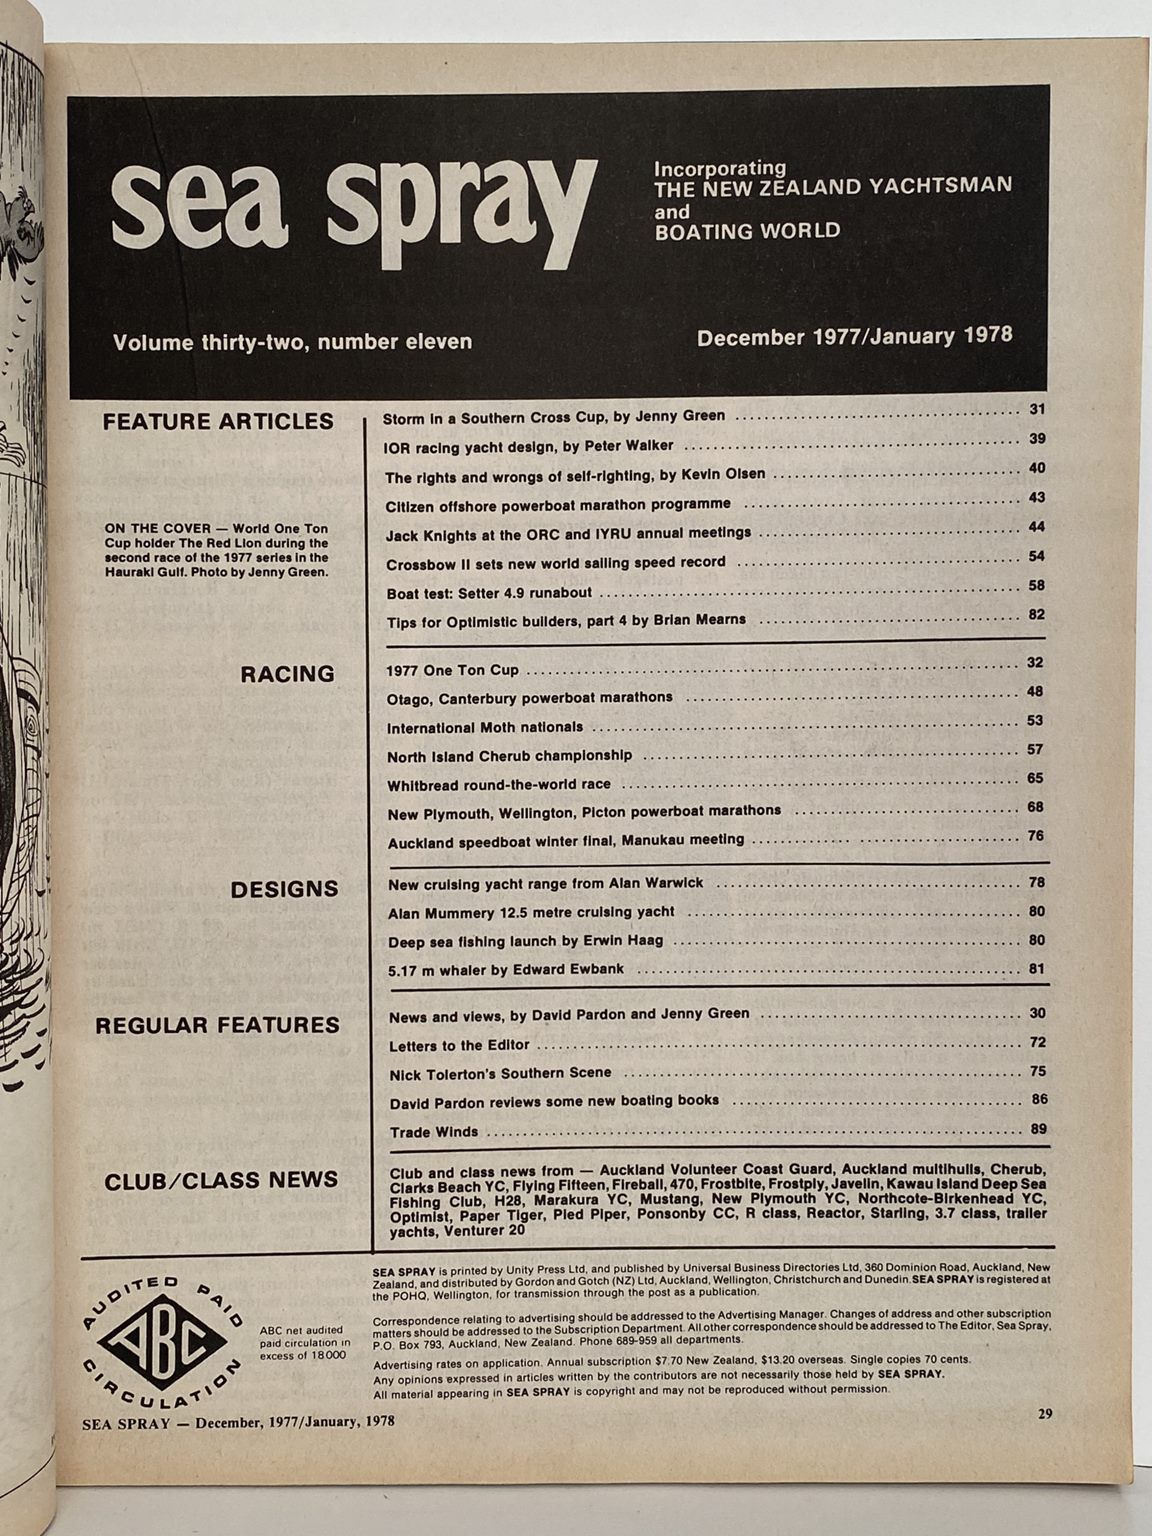 sea spray
Incorporating
THE NEW ZEALAND YACHTSMAN
and
BOATING WORLD
Volume thirty-two, number eleven
December 1977/January 1978
FEATURE ARTICLES
Storm in a Southern Cross Cup, by Jenny Green ........ 31
IOR racing yacht design, by Peter Walker ........ 39
The rights and wrongs of self-righting, by Kevin Olsen ........ 40
Citizen offshore powerboat marathon programme ........ 43
Jack Knights at the ORC and IYRU annual meetings ........ 44
Crossbow II sets new world sailing speed record ........ 54
Boat test: Setter 4.9 runabout ........ 58
Tips for Optimistic builders, part 4 by Brian Mearns ........ 82
ON THE COVER — World One Ton
Cup holder The Red Lion during the
second race of the 1977 series in the
Hauraki Gulf. Photo by Jenny Green.
RACING
1977 One Ton Cup ........ 32
Otago, Canterbury powerboat marathons ........ 48
International Moth nationals ........ 53
North Island Cherub championship ........ 57
Whitbread round-the-world race ........ 65
New Plymouth, Wellington, Picton powerboat marathons ........ 68
Auckland speedboat winter final, Manukau meeting ........ 76
DESIGNS
New cruising yacht range from Alan Warwick ........ 78
Alan Mummery 12.5 metre cruising yacht ........ 80
Deep sea fishing launch by Erwin Haag ........ 80
5.17 m whaler by Edward Ewbank ........ 81
REGULAR FEATURES
News and views, by David Pardon and Jenny Green ........ 30
Letters to the Editor ........ 72
Nick Tolerton's Southern Scene ........ 75
David Pardon reviews some new boating books ........ 86
Trade Winds ........ 89
CLUB/CLASS NEWS
Club and class news from — Auckland Volunteer Coast Guard, Auckland multihulls, Cherub,
Clarks Beach YC, Flying Fifteen, Fireball, 470, Frostbite, Frostply, Javelin, Kawau Island Deep Sea
Fishing Club, H28, Marakura YC, Mustang, New Plymouth YC, Northcote-Birkenhead YC,
Optimist, Paper Tiger, Pied Piper, Ponsonby CC, R class, Reactor, Starling, 3.7 class, trailer
yachts, Venturer 20
AUDITED PAID
ABC
CIRCULATION
ABC net audited
paid circulation in
excess of 18000
SEA SPRAY is printed by Unity Press Ltd, and published by Universal Business Directories Ltd, 360 Dominion Road, Auckland, New
Zealand, and distributed by Gordon and Gotch (NZ) Ltd, Auckland, Wellington, Christchurch and Dunedin. SEA SPRAY is registered at
the POHQ, Wellington, for transmission through the post as a publication.
Correspondence relating to advertising should be addressed to the Advertising Manager. Changes of address and other subscription
matters should be addressed to the Subscription Department. All other correspondence should be addressed to The Editor, Sea Spray,
P.O. Box 793, Auckland, New Zealand. Phone 689-959 all departments.
Advertising rates on application. Annual subscription $7.70 New Zealand, $13.20 overseas. Single copies 70 cents.
Any opinions expressed in articles written by the contributors are not necessarily those held by SEA SPRAY.
All material appearing in SEA SPRAY is copyright and may not be reproduced without permission.
SEA SPRAY — December, 1977/January, 1978
29